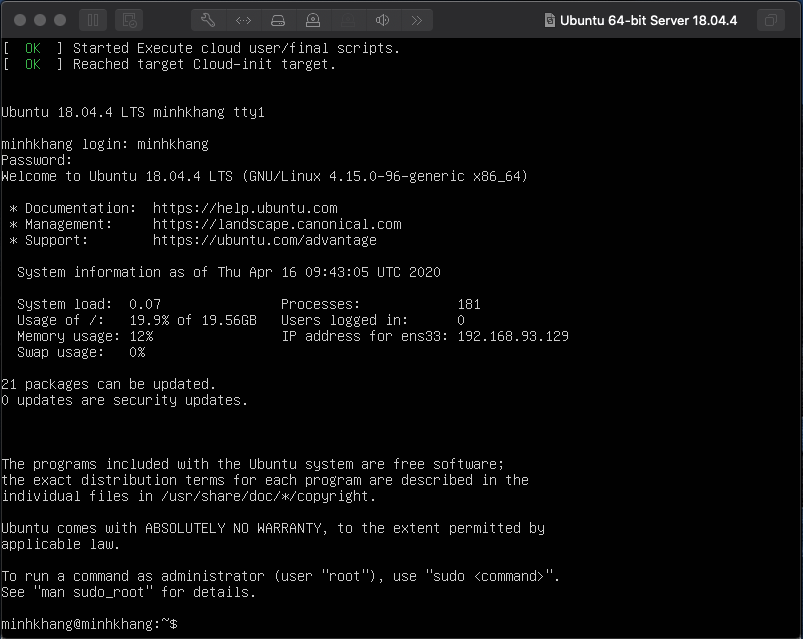 Ubuntu 64-bit Server 18.04.4
[  OK  ] Started Execute cloud user/final scripts.
[  OK  ] Reached target Cloud-init target.
Ubuntu 18.04.4 LTS minhkhang tty1
minhkhang login: minhkhang
Password:
Welcome to Ubuntu 18.04.4 LTS (GNU/Linux 4.15.0-96-generic x86_64)
 * Documentation:  https://help.ubuntu.com
 * Management:     https://landscape.canonical.com
 * Support:        https://ubuntu.com/advantage
  System information as of Thu Apr 16 09:43:05 UTC 2020
  System load:  0.07               Processes:            181
  Usage of /:   19.9% of 19.56GB   Users logged in:      0
  Memory usage: 12%                IP address for ens33: 192.168.93.129
  Swap usage:   0%
21 packages can be updated.
0 updates are security updates.
The programs included with the Ubuntu system are free software;
the exact distribution terms for each program are described in the
individual files in /usr/share/doc/*/copyright.
Ubuntu comes with ABSOLUTELY NO WARRANTY, to the extent permitted by
applicable law.
To run a command as administrator (user "root"), use "sudo <command>".
See "man sudo_root" for details.
minhkhang@minhkhang:~$